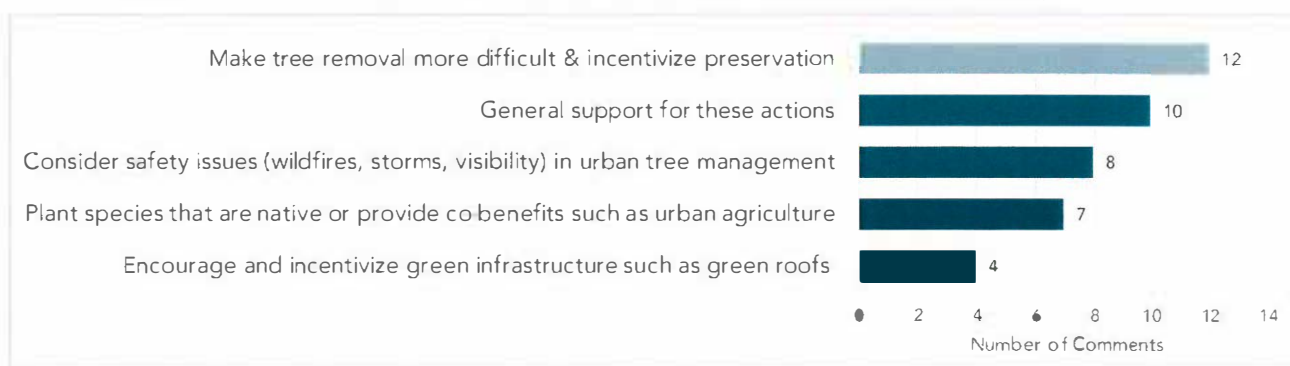 Make tree removal more difficult & incentivize preservation 12
General support for these actions 10
Consider safety issues (wildfires, storms, visibility) in urban tree management 8
Plant species that are native or provide co-benefits such as urban agriculture 7
Encourage and incentivize green infrastructure such as green roofs 4
2 4 6 8 10 12 14
Number of Comments